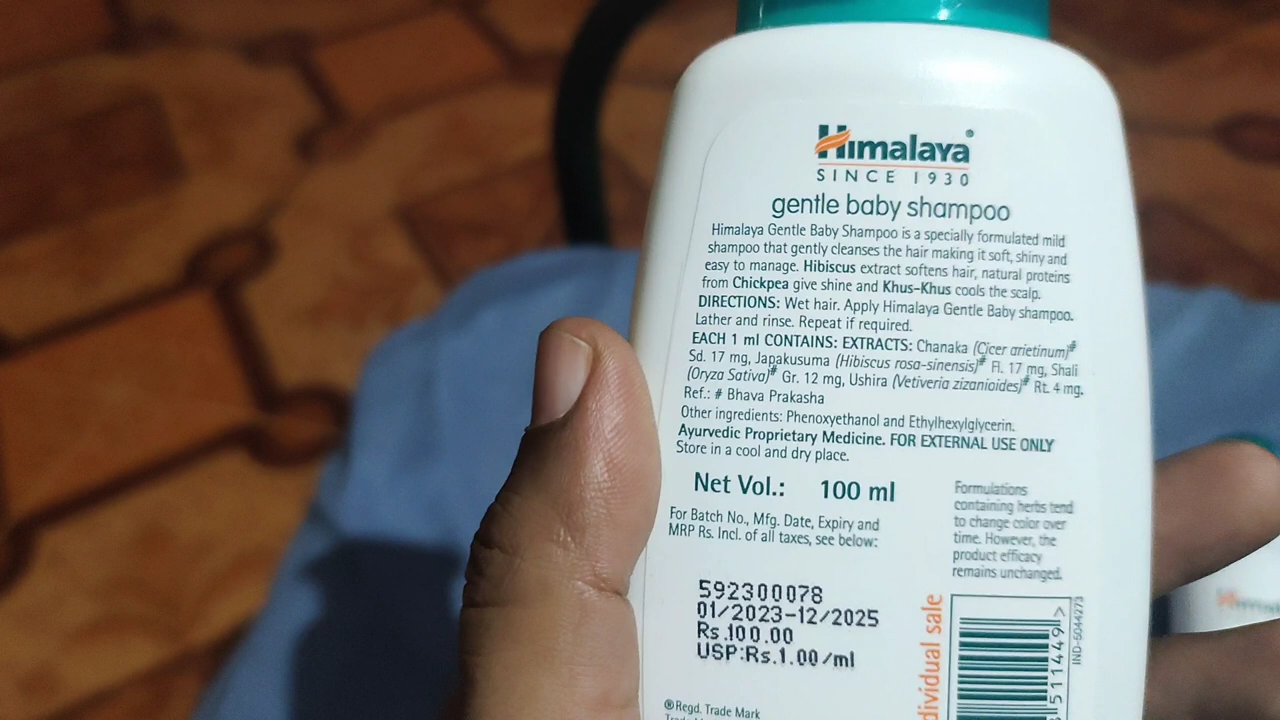 Himalaya
SINCE 1930
gentle baby shampoo
Himalaya Gentle Baby Shampoo is a specially formulated mild
shampoo that gently cleanses the hair making it soft, shiny and
easy to manage. Hibiscus extract softens hair, natural proteins
from Chickpea give shine and Khus-Khus cools the scalp.
DIRECTIONS: Wet hair. Apply Himalaya Gentle Baby shampoo.
Lather and rinse. Repeat if required.
EACH 1 ml CONTAINS: EXTRACTS: Chanaka (Cicer arietinum)#
Sd. 17 mg, Japakusuma (Hibiscus rosa-sinensis)# Fl. 17 mg, Shali
(Oryza Sativa)# Gr. 12 mg, Ushira (Vetiveria zizanioides)# Rt. 4 mg.
Ref.: # Bhava Prakasha
Other ingredients: Phenoxyethanol and Ethylhexylglycerin.
Ayurvedic Proprietary Medicine. FOR EXTERNAL USE ONLY
Store in a cool and dry place.
Net Vol.: 100 ml
For Batch No., Mfg. Date, Expiry and
MRP Rs. Incl. of all taxes, see below:
Formulations
containing herbs tend
to change color over
time. However, the
product efficacy
remains unchanged.
592300078
01/2023-12/2025
Rs.100.00
USP:Rs.1.00/ml
sale
511449 >
IND-5044273
®Regd. Trade Mark